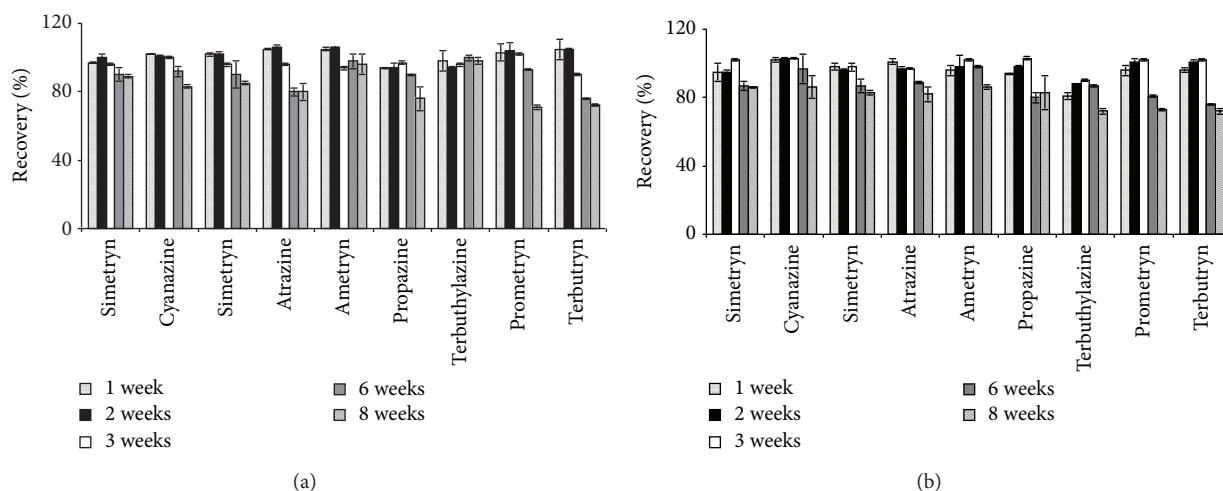 120
80
40
0
Recovery (%)
Simetryn
Cyanazine
Simetryn
Atrazine
Ametryn
Propazine
Terbuthylazine
Prometryn
Terbutryn
1 week
2 weeks
3 weeks
6 weeks
8 weeks
(a)
120
80
40
0
Recovery (%)
Simetryn
Cyanazine
Simetryn
Atrazine
Ametryn
Propazine
Terbuthylazine
Prometryn
Terbutryn
1 week
2 weeks
3 weeks
6 weeks
8 weeks
(b)